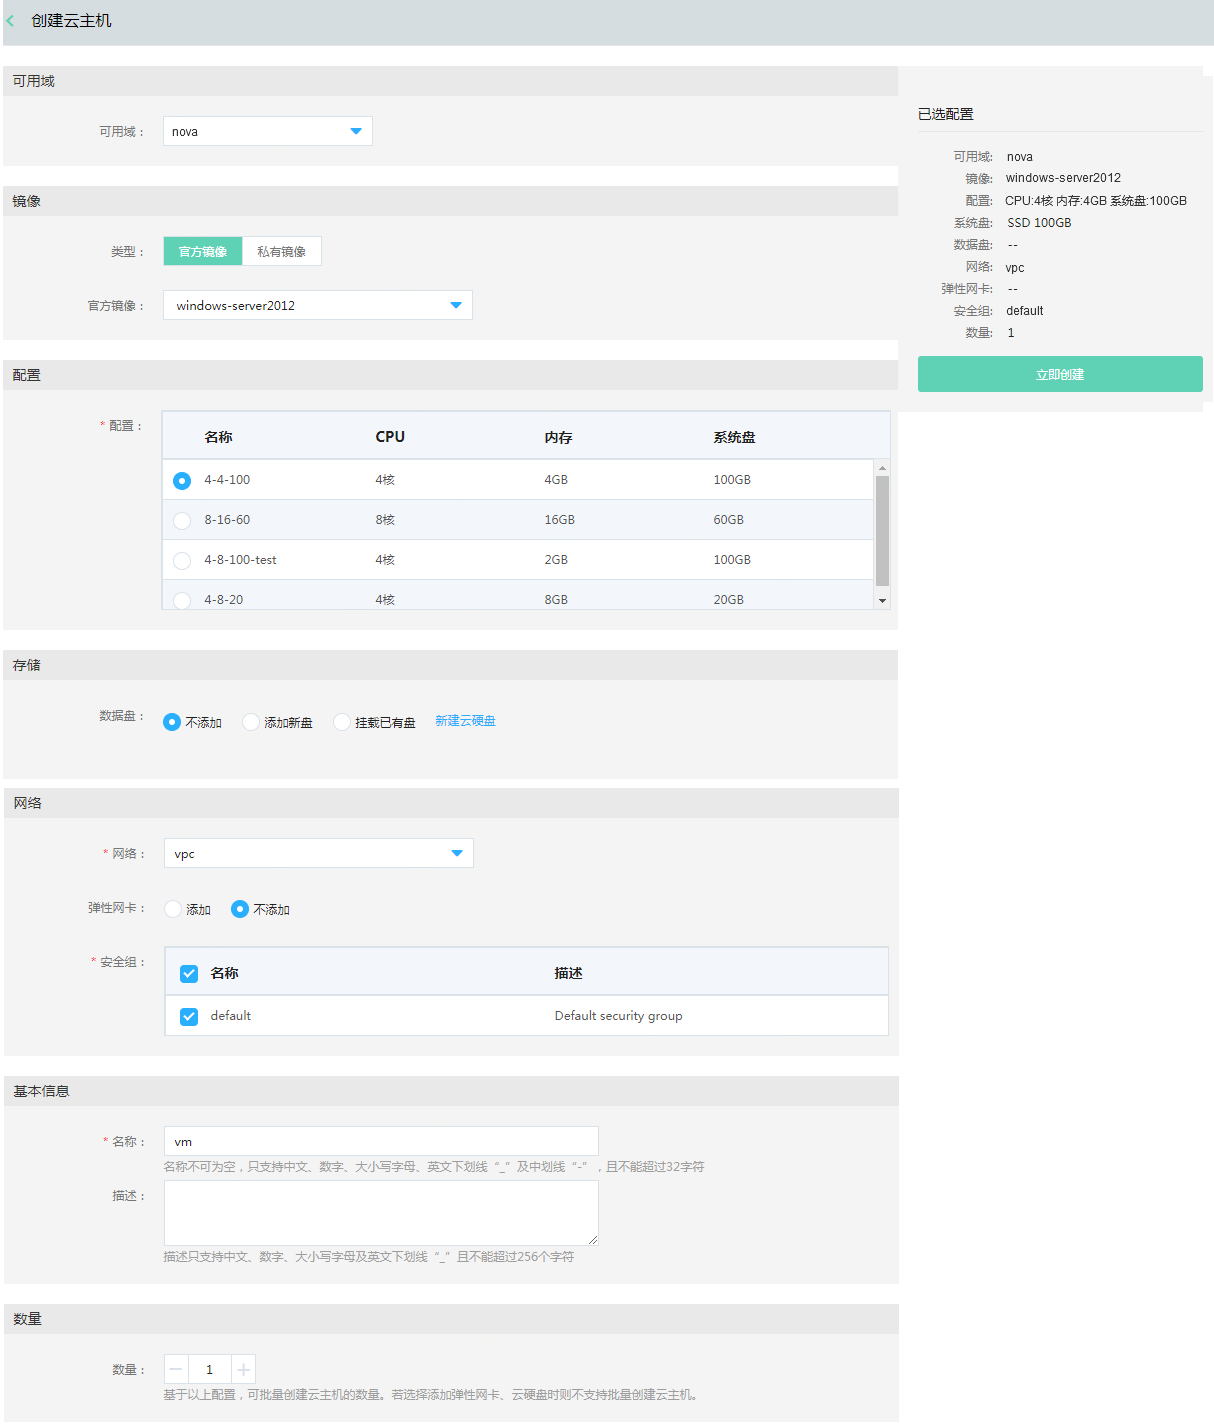 创建云主机
可用域
可用域：
nova
镜像
类型：
官方镜像 私有镜像
官方镜像：
windows-server2012
配置
* 配置：
名称 CPU 内存 系统盘
4-4-100 4核 4GB 100GB
8-16-60 8核 16GB 60GB
4-8-100-test 4核 2GB 100GB
4-8-20 4核 8GB 20GB
存储
数据盘：
不添加 添加新盘 挂载已有盘 新建云硬盘
网络
* 网络：
vpc
弹性网卡：
添加 不添加
* 安全组：
名称 描述
default Default security group
基本信息
* 名称：
vm
名称不可为空，只支持中文、数字、大小写字母、英文下划线“_”及中划线“-”，且不能超过32字符
描述：
描述只支持中文、数字、大小写字母及英文下划线“_”且不能超过256个字符
数量
数量：
1
基于以上配置，可批量创建云主机的数量。若选择添加弹性网卡、云硬盘时则不支持批量创建云主机。
已选配置
可用域: nova
镜像: windows-server2012
配置: CPU:4核 内存:4GB 系统盘:100GB
系统盘: SSD 100GB
数据盘: --
网络: vpc
弹性网卡: --
安全组: default
数量: 1
立即创建